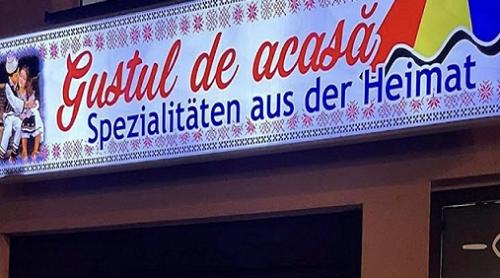 Gustul de acasă
Spezialitäten aus der Heimat